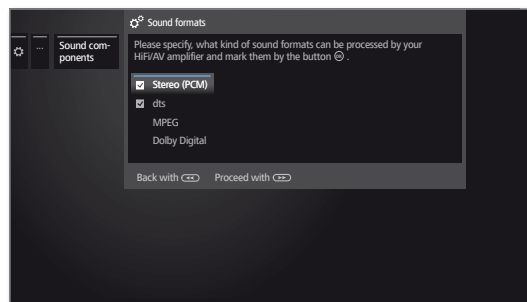 Sound formats
...
Sound com-
ponents
Please specify, what kind of sound formats can be processed by your
HiFi/AV amplifier and mark them by the button OK .
Stereo (PCM)
dts
MPEG
Dolby Digital
Back with ◄◄ Proceed with ►►